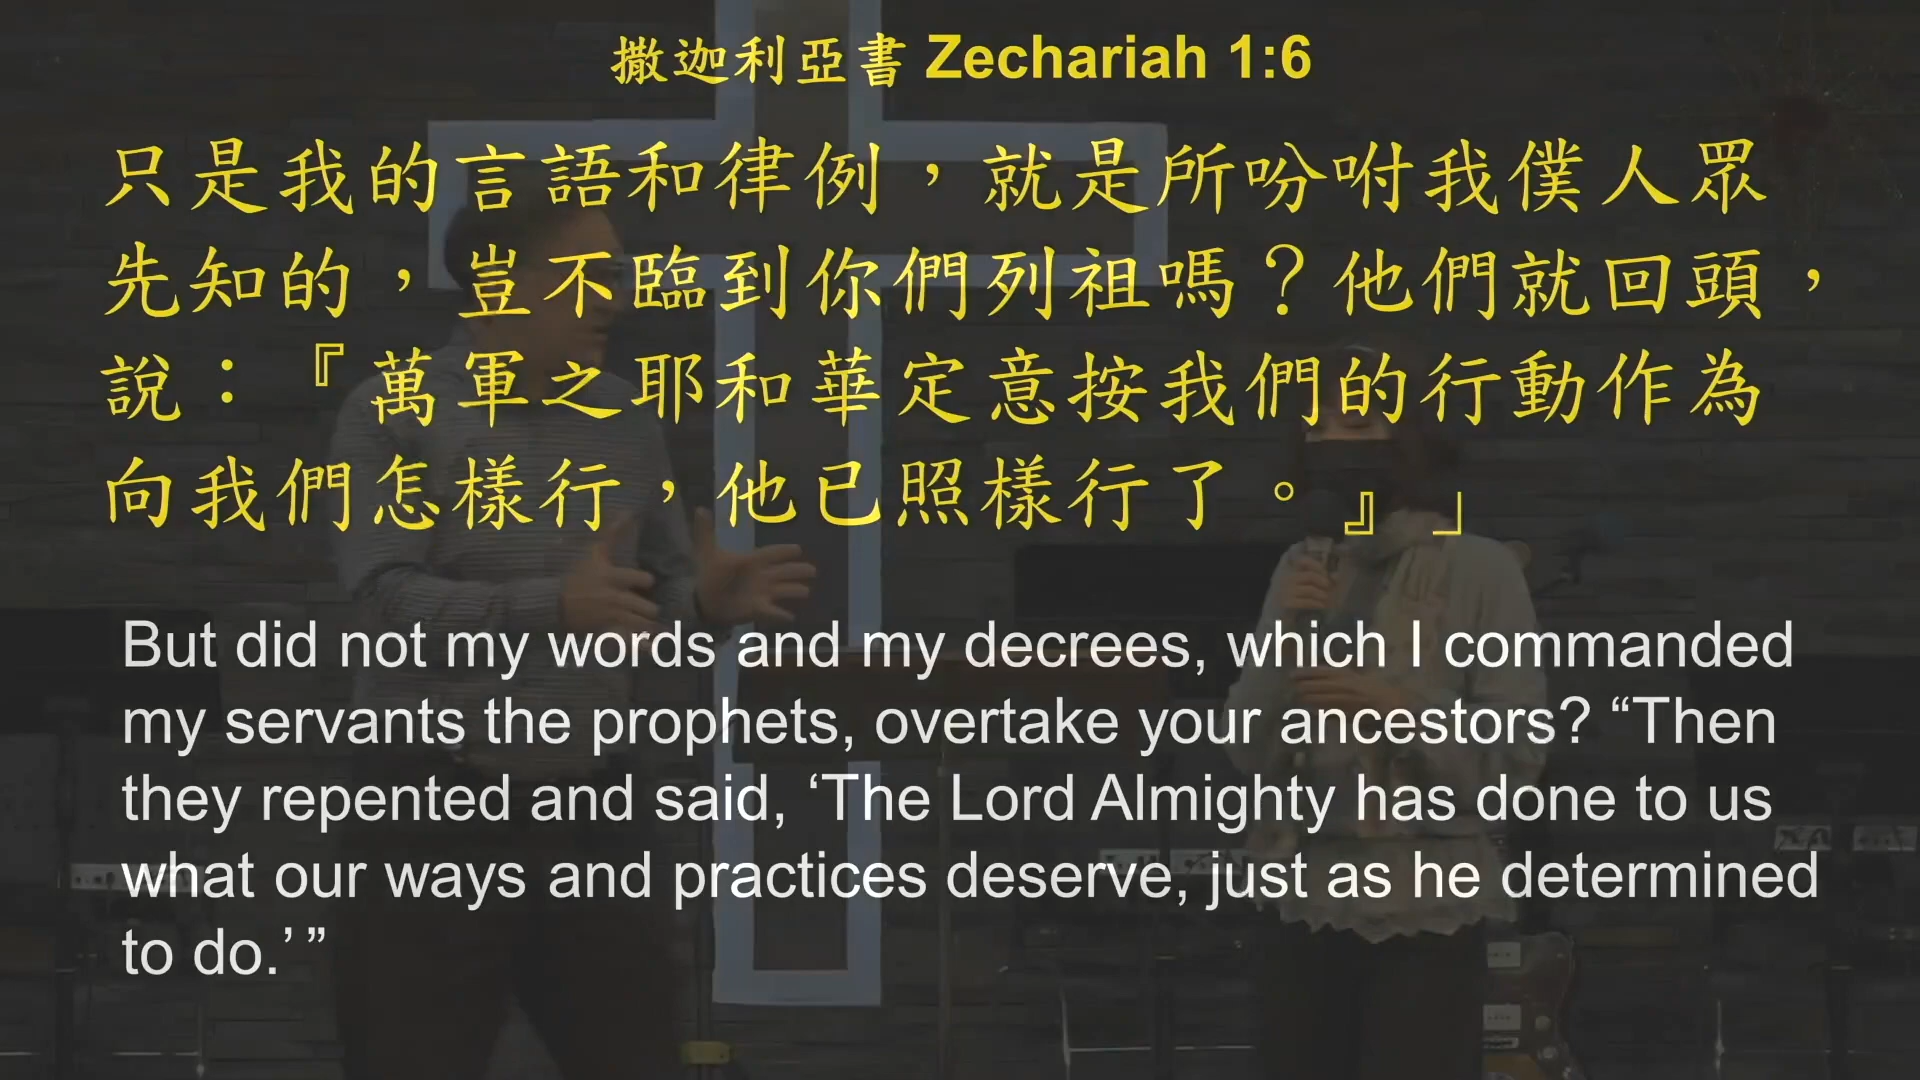 撒迦利亞書 Zechariah 1:6
只是我的言語和律例，就是所吩咐我僕人眾
先知的，豈不臨到你們列祖嗎？他們就回頭，
說：『萬軍之耶和華定意按我們的行動作為
向我們怎樣行，他已照樣行了。』」
But did not my words and my decrees, which I commanded
my servants the prophets, overtake your ancestors? “Then
they repented and said, ‘The Lord Almighty has done to us
what our ways and practices deserve, just as he determined
to do.’ ”